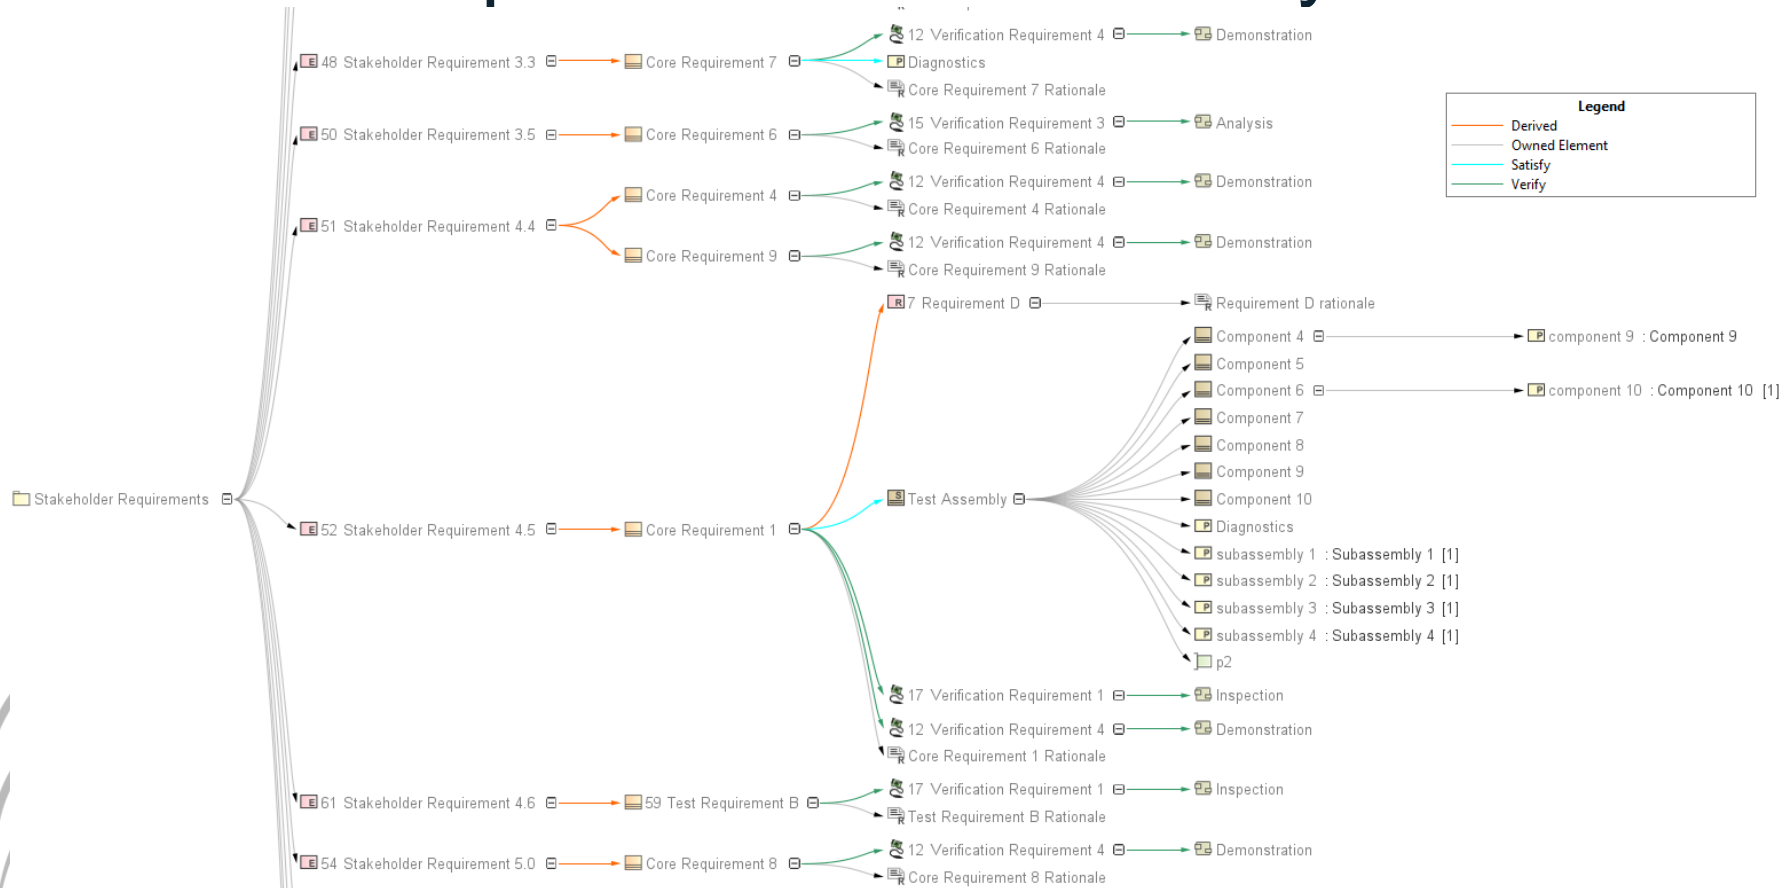 12 Verification Requirement 4
Demonstration
48 Stakeholder Requirement 3.3
Core Requirement 7
Diagnostics
Core Requirement 7 Rationale
Legend
Derived
Owned Element
Satisfy
Verify
50 Stakeholder Requirement 3.5
Core Requirement 6
15 Verification Requirement 3
Analysis
Core Requirement 6 Rationale
51 Stakeholder Requirement 4.4
Core Requirement 4
12 Verification Requirement 4
Demonstration
Core Requirement 4 Rationale
Core Requirement 9
12 Verification Requirement 4
Demonstration
Core Requirement 9 Rationale
7 Requirement D
Requirement D rationale
Component 4
component 9 : Component 9
Component 5
Component 6
component 10 : Component 10 [1]
Component 7
Component 8
Component 9
Stakeholder Requirements
Test Assembly
Component 10
Diagnostics
52 Stakeholder Requirement 4.5
Core Requirement 1
subassembly 1 : Subassembly 1 [1]
subassembly 2 : Subassembly 2 [1]
subassembly 3 : Subassembly 3 [1]
subassembly 4 : Subassembly 4 [1]
p2
17 Verification Requirement 1
Inspection
12 Verification Requirement 4
Demonstration
Core Requirement 1 Rationale
61 Stakeholder Requirement 4.6
59 Test Requirement B
17 Verification Requirement 1
Inspection
Test Requirement B Rationale
54 Stakeholder Requirement 5.0
Core Requirement 8
12 Verification Requirement 4
Demonstration
Core Requirement 8 Rationale